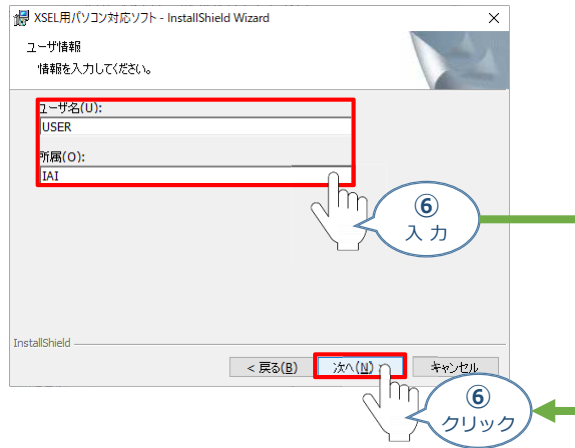 XSEL用パソコン対応ソフト - InstallShield Wizard
ユーザ情報
情報を入力してください。
ユーザ名(U):
USER
所属(O):
IAI
⑥
入力
InstallShield
< 戻る(B)
次へ(N) >
キャンセル
⑥
クリック